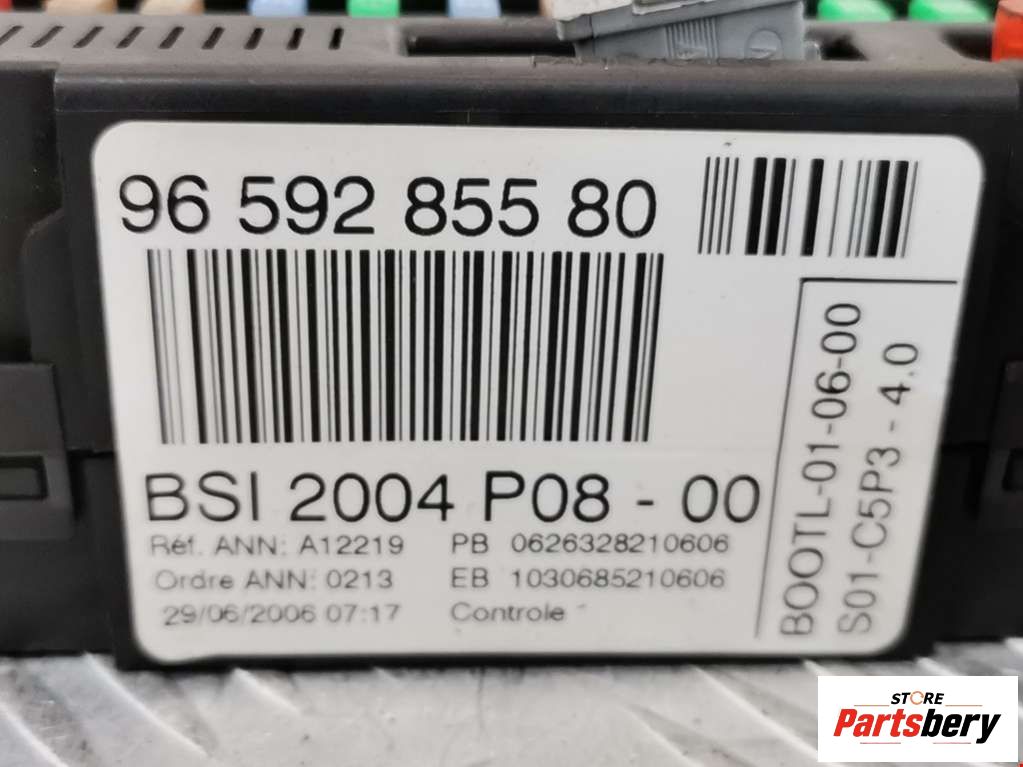 96 592 855 80
BSI 2004 P08 - 00
Réf. ANN: A12219 PB 0626328210606
Ordre ANN: 0213 EB 1030685210606
29/06/2006 07:17 Controle
BOOTL-01-06-00
S01-C5P3 - 4.0
STORE
Partsbery